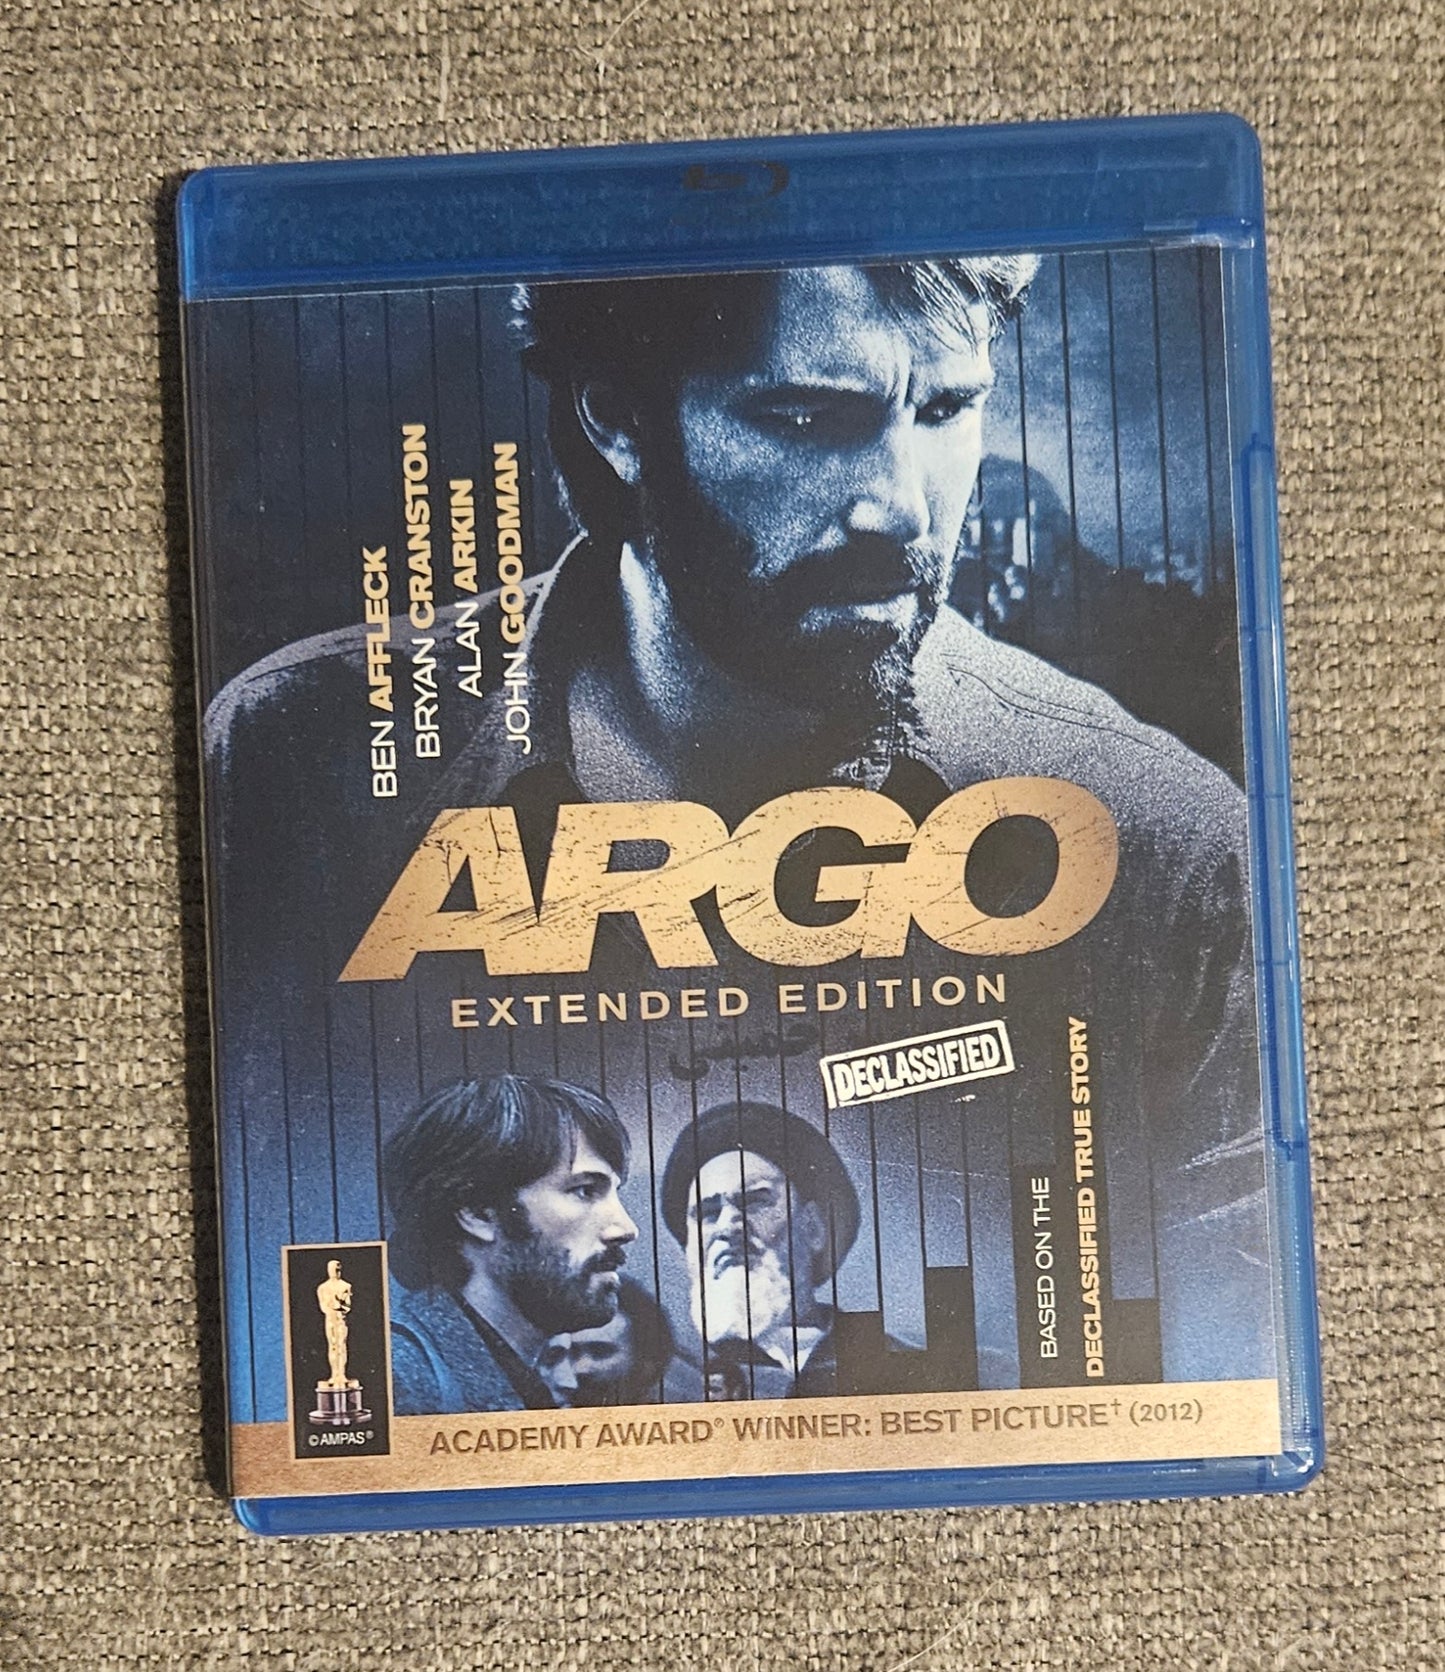 BEN AFFLECK
BRYAN CRANSTON
ALAN ARKIN
JOHN GOODMAN
ARGO
EXTENDED EDITION
DECLASSIFIED
BASED ON THE
DECLASSIFIED TRUE STORY
© AMPAS®
ACADEMY AWARD® WINNER: BEST PICTURE† (2012)